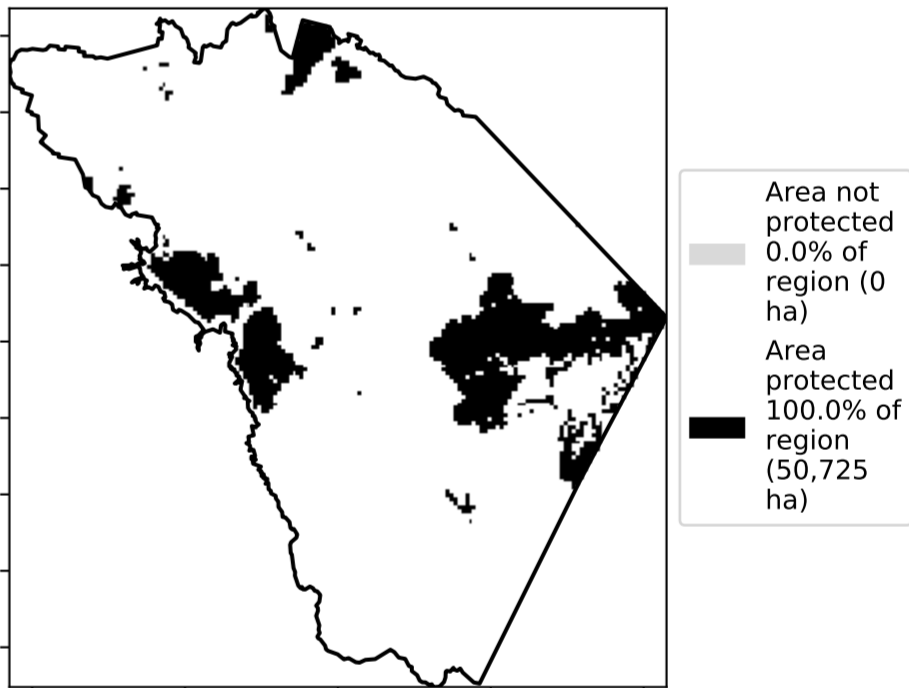 Area not
protected
0.0% of
region (0
ha)
Area
protected
100.0% of
region
(50,725
ha)